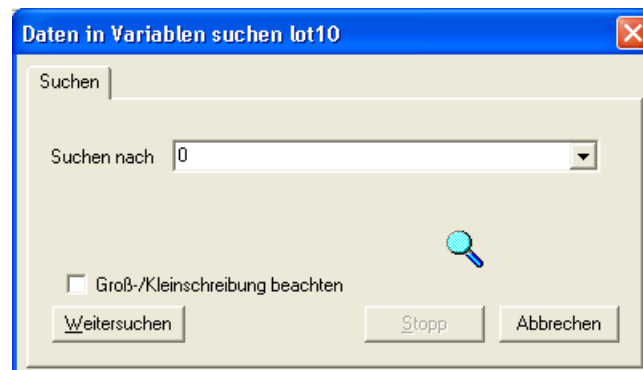 Daten in Variablen suchen lot10
Suchen
Suchen nach 0
Groß-/Kleinschreibung beachten
Weitersuchen Stopp Abbrechen